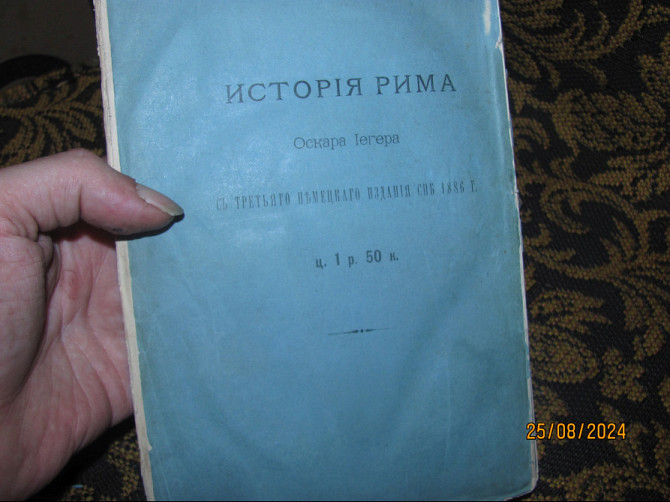 ИСТОРІЯ РИМА
Оскара Іегера
СЪ ТРЕТЬЯГО НѢМЕЦКАГО ИЗДАНІЯ СПБ 1886 Г.
ц. 1 р. 50 к.
25/08/2024